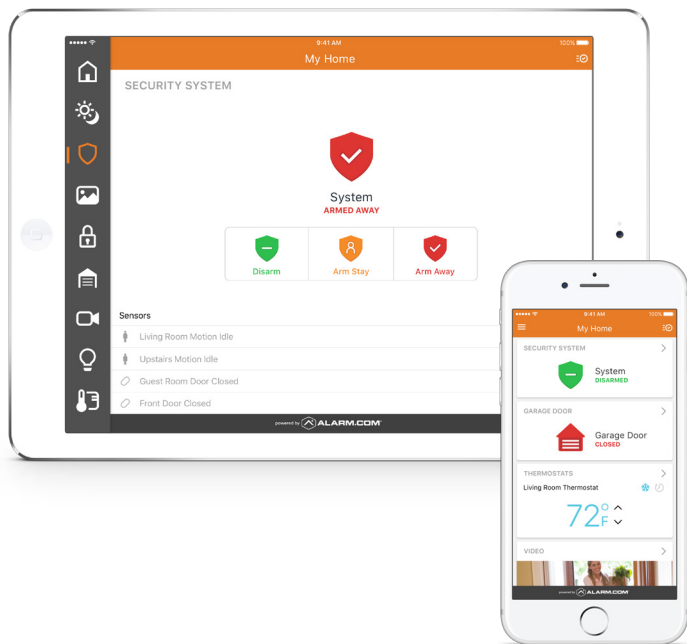 9:41 AM
100%
My Home
SECURITY SYSTEM
System
ARMED AWAY
Disarm
Arm Stay
Arm Away
Sensors
Living Room Motion Idle
Upstairs Motion Idle
Guest Room Door Closed
Front Door Closed
powered by ALARM.COM
9:41 AM
100%
My Home
SECURITY SYSTEM
System
DISARMED
GARAGE DOOR
Garage Door
CLOSED
THERMOSTATS
Living Room Thermostat
72°F
VIDEO
powered by ALARM.COM